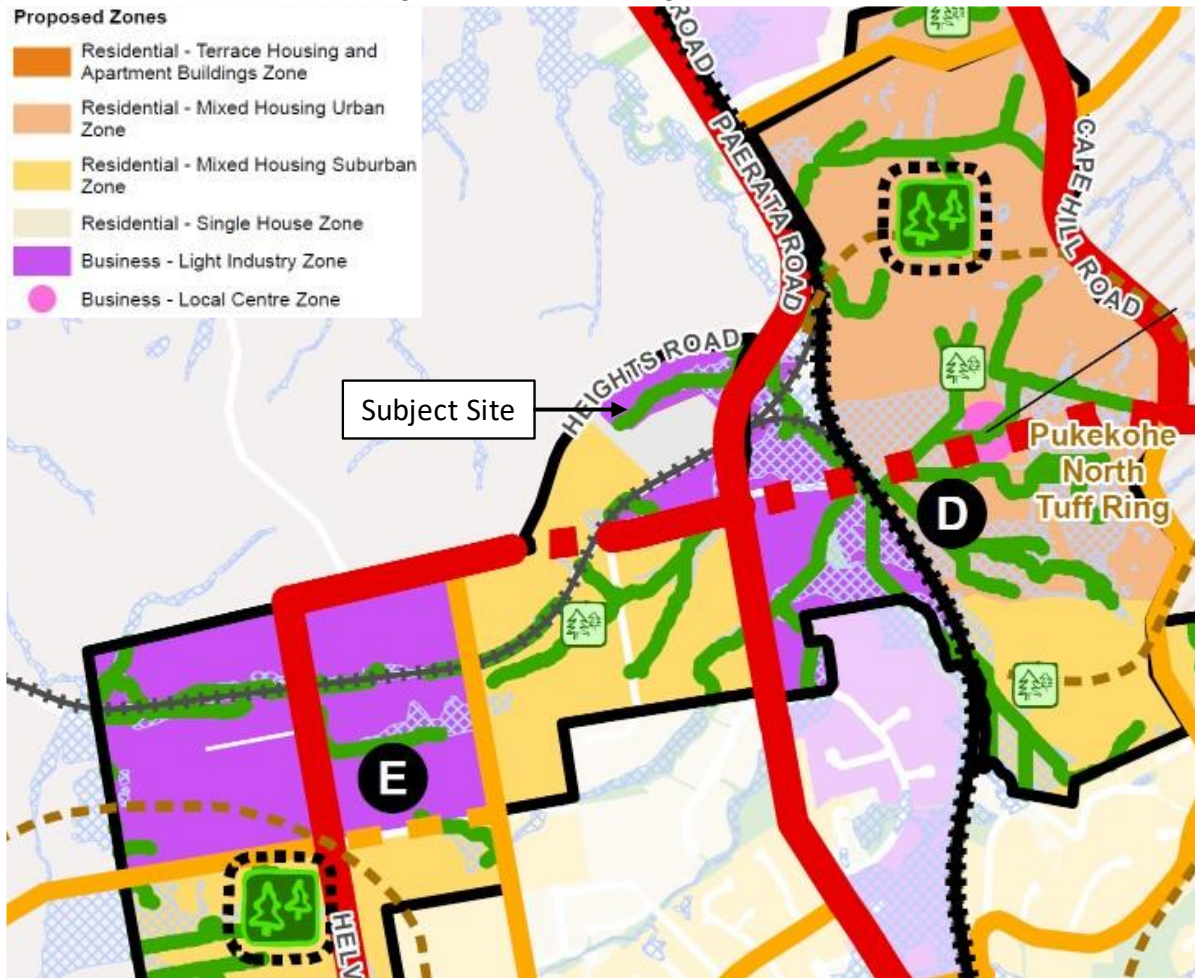 Proposed Zones
Residential - Terrace Housing and
Apartment Buildings Zone
Residential - Mixed Housing Urban
Zone
Residential - Mixed Housing Suburban
Zone
Residential - Single House Zone
Business - Light Industry Zone
Business - Local Centre Zone
ROAD
PAERATA ROAD
CAPE HILL ROAD
HEIGHTS ROAD
Subject Site
Pukekohe
North
Tuff Ring
D
E
HELV